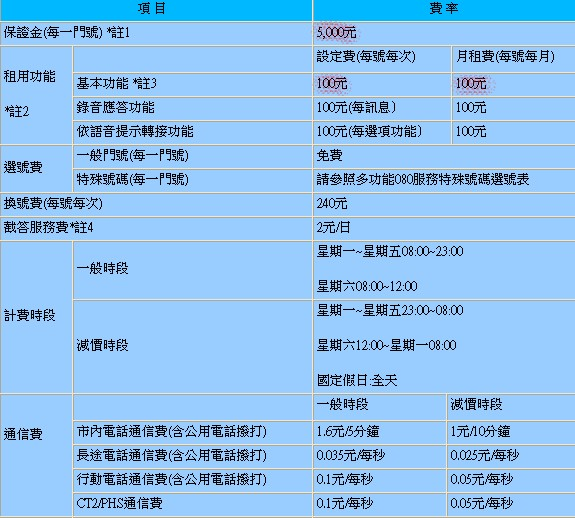 項目 費率
保證金(每一門號) *註1 5,000元
租用功能 *註2
設定費(每號每次) 月租費(每號每月)
基本功能 *註3 100元 100元
錄音應答功能 100元(每訊息〕 100元
依語音提示轉接功能 100元(每選項功能〕 100元
選號費
一般門號(每一門號) 免費
特殊號碼(每一門號) 請參照多功能080服務特殊號碼選號表
換號費(每號每次) 240元
截答服務費*註4 2元/日
計費時段
一般時段
星期一~星期五08:00~23:00
星期六08:00~12:00
減價時段
星期一~星期五23:00~08:00
星期六12:00~星期一08:00
國定假日:全天
通信費
一般時段 減價時段
市內電話通信費(含公用電話撥打) 1.6元/5分鐘 1元/10分鐘
長途電話通信費(含公用電話撥打) 0.035元/每秒 0.025元/每秒
行動電話通信費(含公用電話撥打) 0.1元/每秒 0.05元/每秒
CT2/PHS通信費 0.1元/每秒 0.05元/每秒